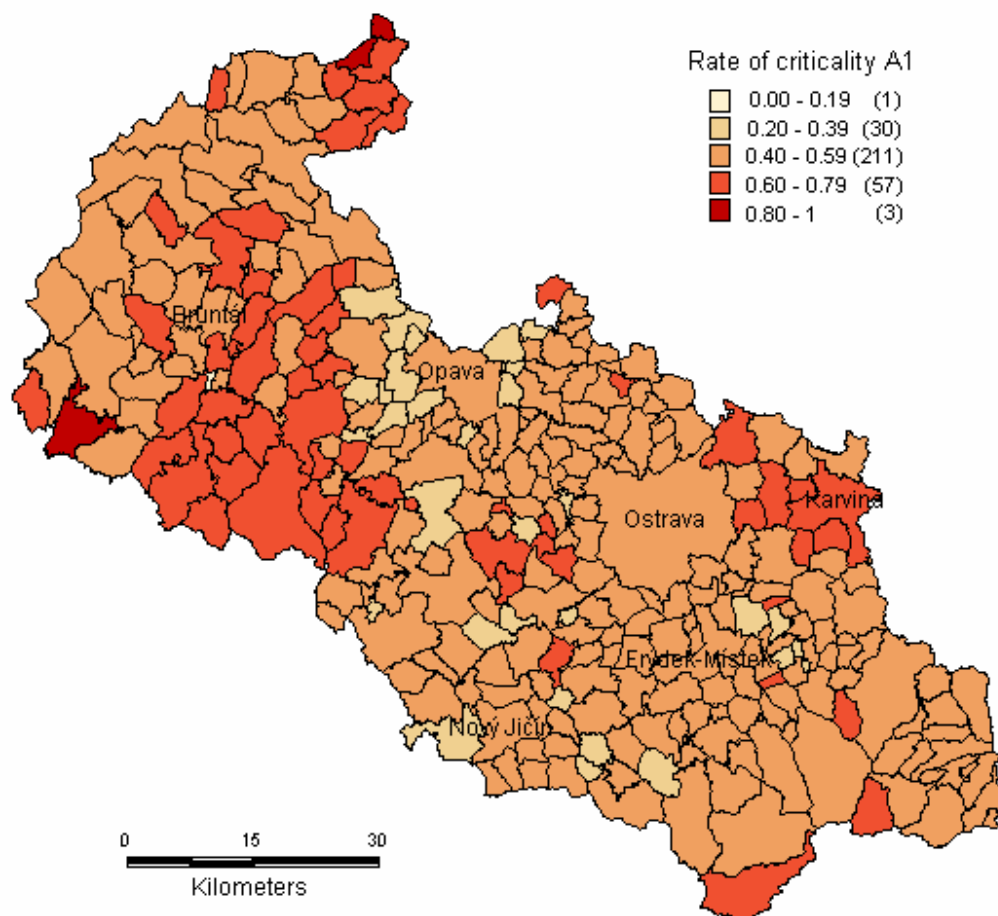 Rate of criticality A1
0.00 - 0.19 (1)
0.20 - 0.39 (30)
0.40 - 0.59 (211)
0.60 - 0.79 (57)
0.80 - 1 (3)
Bruntál
Opava
Karviná
Ostrava
Frýdek-Místek
Nový Jičín
0 15 30
Kilometers